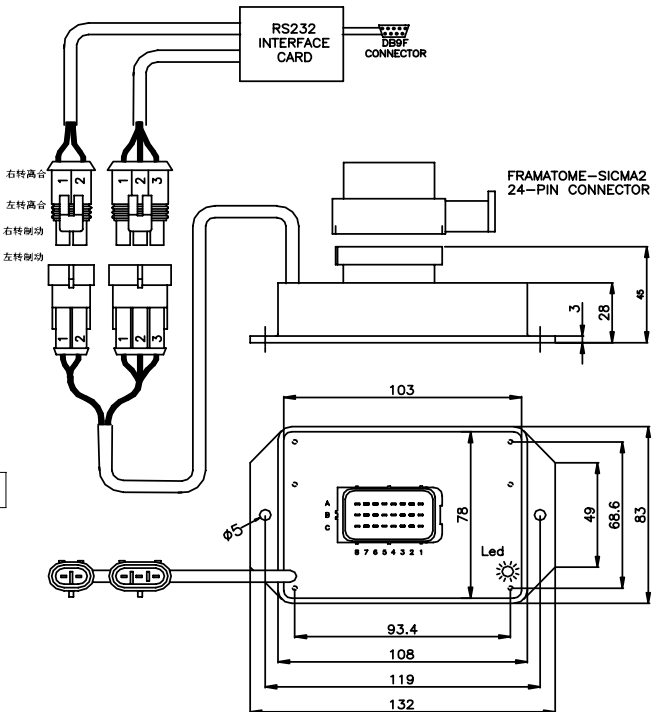 RS232
INTERFACE
CARD
DB9F
CONNECTOR
右转离合
左转离合
右转制动
左转制动
1 2
1 2 3
1 2
1 2 3
FRAMATOME-SICMA2
24-PIN CONNECTOR
3
28
45
103
A
B
C
8 7 6 5 4 3 2 1
78
Led
49
68.6
83
ø5
93.4
108
119
132